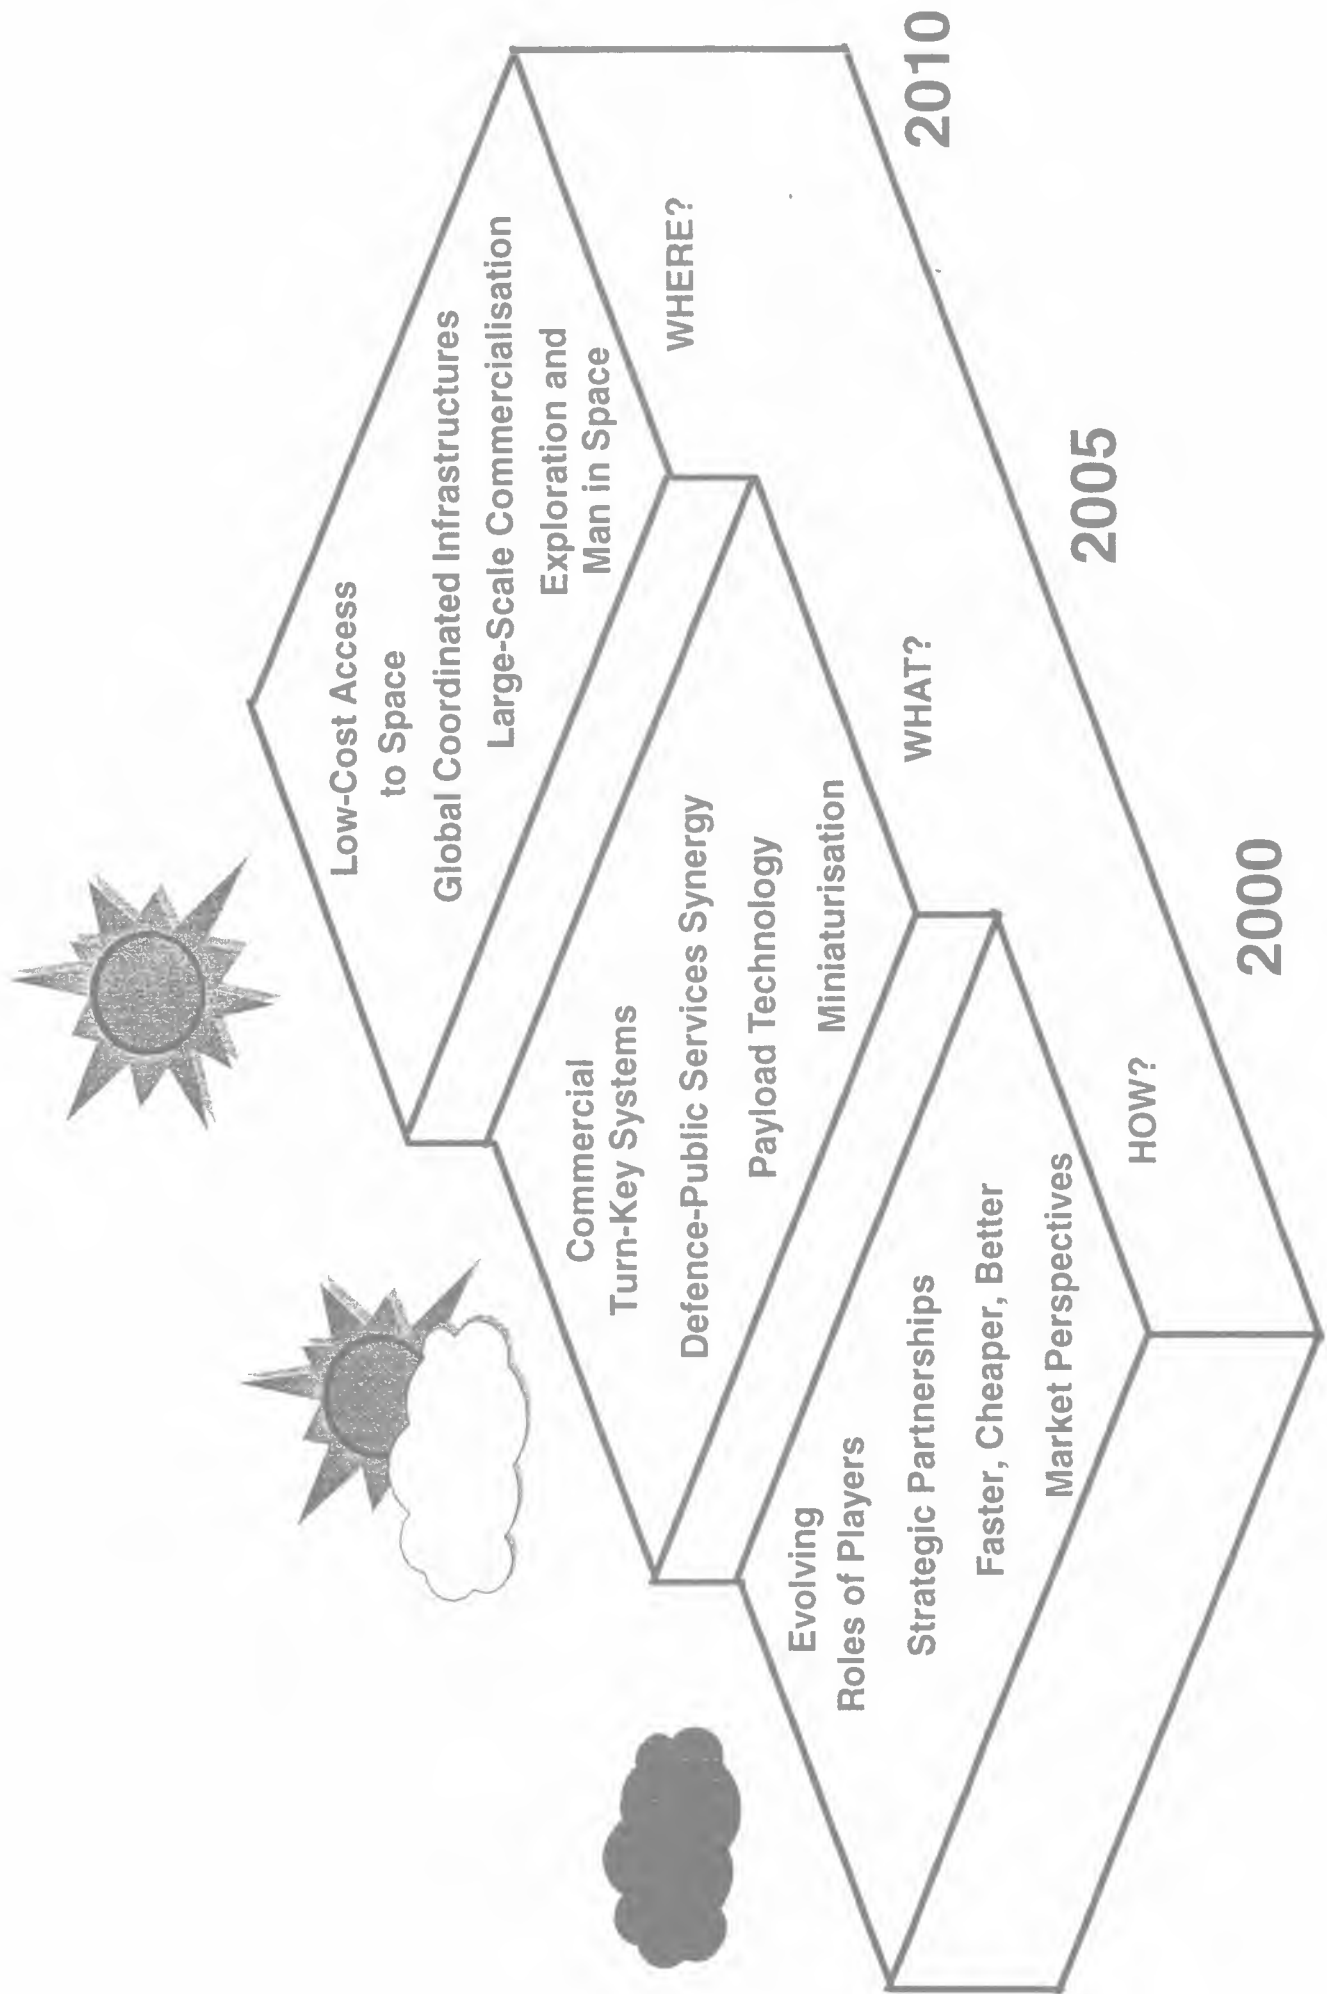 Evolving
Roles of Players
Strategic Partnerships
Faster, Cheaper, Better
Market Perspectives
HOW?
2000
Commercial
Turn-Key Systems
Defence-Public Services Synergy
Payload Technology
Miniaturisation
WHAT?
2005
Low-Cost Access
to Space
Global Coordinated Infrastructures
Large-Scale Commercialisation
Exploration and
Man in Space
WHERE?
2010